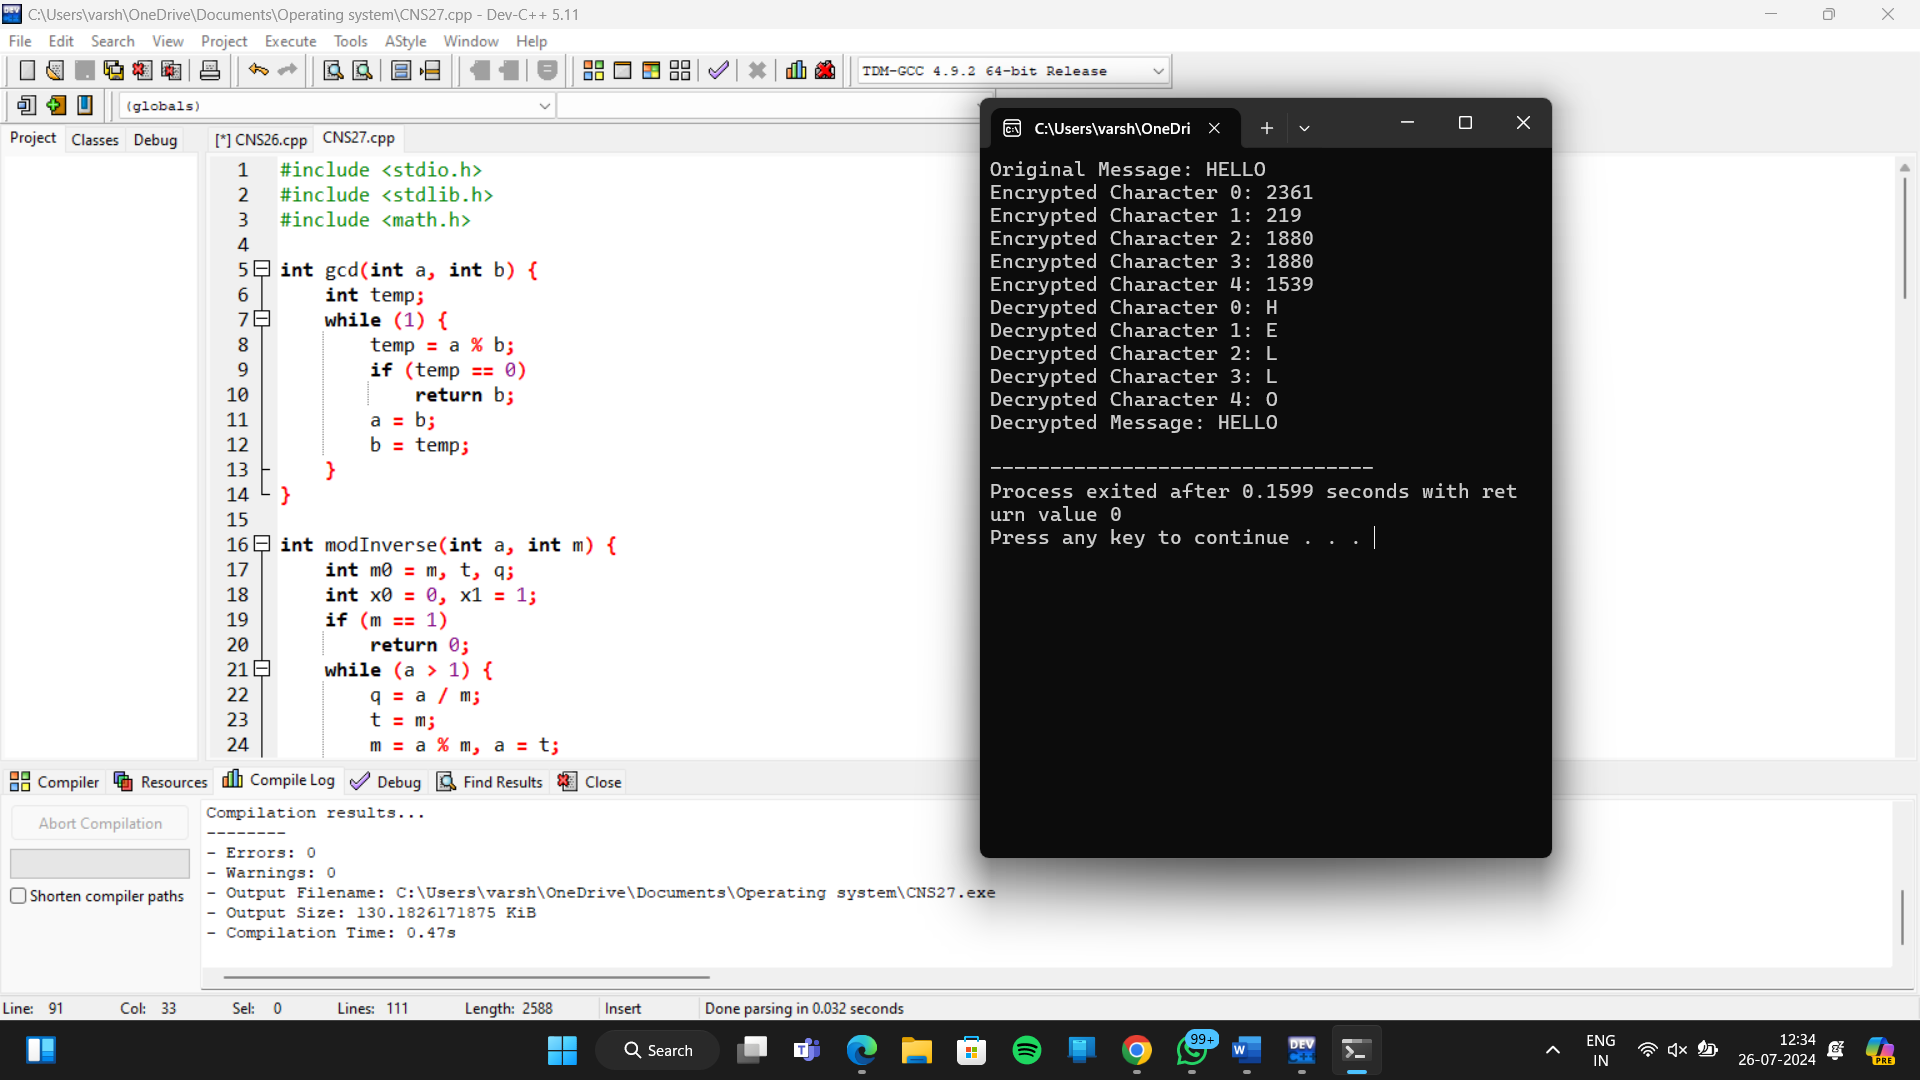 C:\Users\varsh\OneDrive\Documents\Operating system\CNS27.cpp - Dev-C++ 5.11
File Edit Search View Project Execute Tools AStyle Window Help
TDM-GCC 4.9.2 64-bit Release
(globals)
Project Classes Debug
[*] CNS26.cpp CNS27.cpp
1 #include <stdio.h>
2 #include <stdlib.h>
3 #include <math.h>
4
5 int gcd(int a, int b) {
6 int temp;
7 while (1) {
8 temp = a % b;
9 if (temp == 0)
10 return b;
11 a = b;
12 b = temp;
13 }
14 }
15
16 int modInverse(int a, int m) {
17 int m0 = m, t, q;
18 int x0 = 0, x1 = 1;
19 if (m == 1)
20 return 0;
21 while (a > 1) {
22 q = a / m;
23 t = m;
24 m = a % m, a = t;
C:\Users\varsh\OneDri
Original Message: HELLO
Encrypted Character 0: 2361
Encrypted Character 1: 219
Encrypted Character 2: 1880
Encrypted Character 3: 1880
Encrypted Character 4: 1539
Decrypted Character 0: H
Decrypted Character 1: E
Decrypted Character 2: L
Decrypted Character 3: L
Decrypted Character 4: O
Decrypted Message: HELLO
--------------------------------
Process exited after 0.1599 seconds with ret
urn value 0
Press any key to continue . . .
Compiler Resources Compile Log Debug Find Results Close
Abort Compilation
Shorten compiler paths
Compilation results...
--------
- Errors: 0
- Warnings: 0
- Output Filename: C:\Users\varsh\OneDrive\Documents\Operating system\CNS27.exe
- Output Size: 130.1826171875 KiB
- Compilation Time: 0.47s
Line: 91 Col: 33 Sel: 0 Lines: 111 Length: 2588 Insert Done parsing in 0.032 seconds
Search
99+
DEV
C++
ENG
IN
12:34
26-07-2024
PRE